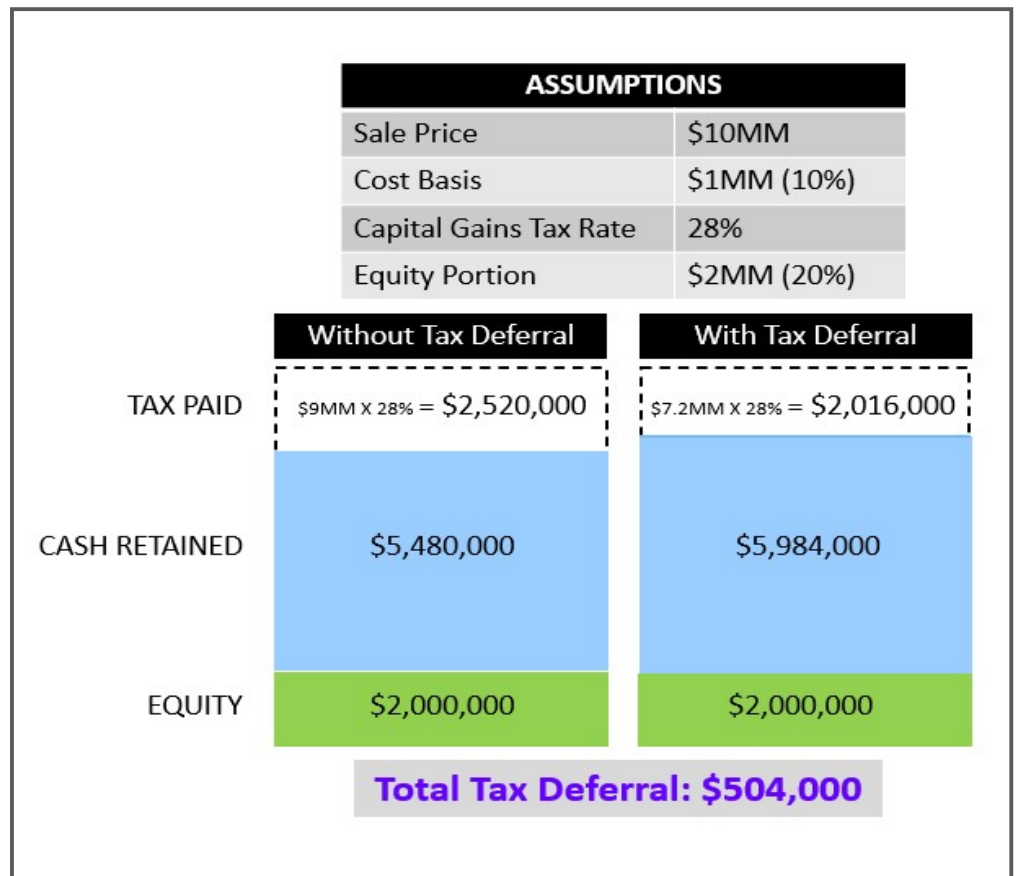 ASSUMPTIONS
Sale Price $10MM
Cost Basis $1MM (10%)
Capital Gains Tax Rate 28%
Equity Portion $2MM (20%)
Without Tax Deferral With Tax Deferral
TAX PAID $9MM X 28% = $2,520,000 $7.2MM X 28% = $2,016,000
CASH RETAINED $5,480,000 $5,984,000
EQUITY $2,000,000 $2,000,000
Total Tax Deferral: $504,000